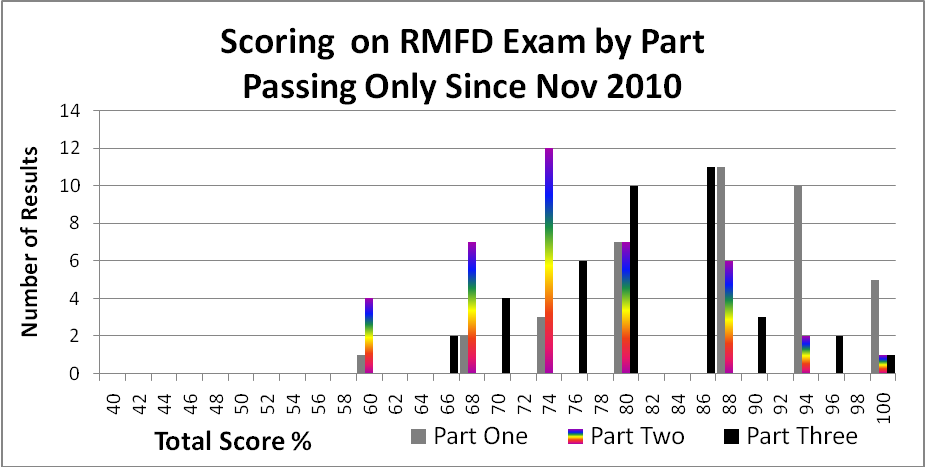 Scoring  on RMFD Exam by Part
Passing Only Since Nov 2010
Number of Results
14
12
10
8
6
4
2
0
40 42 44 46 48 50 52 54 56 58 60 62 64 66 68 70 72 74 76 78 80 82 84 86 88 90 92 94 96 98 100
Total Score %
Part One Part Two Part Three